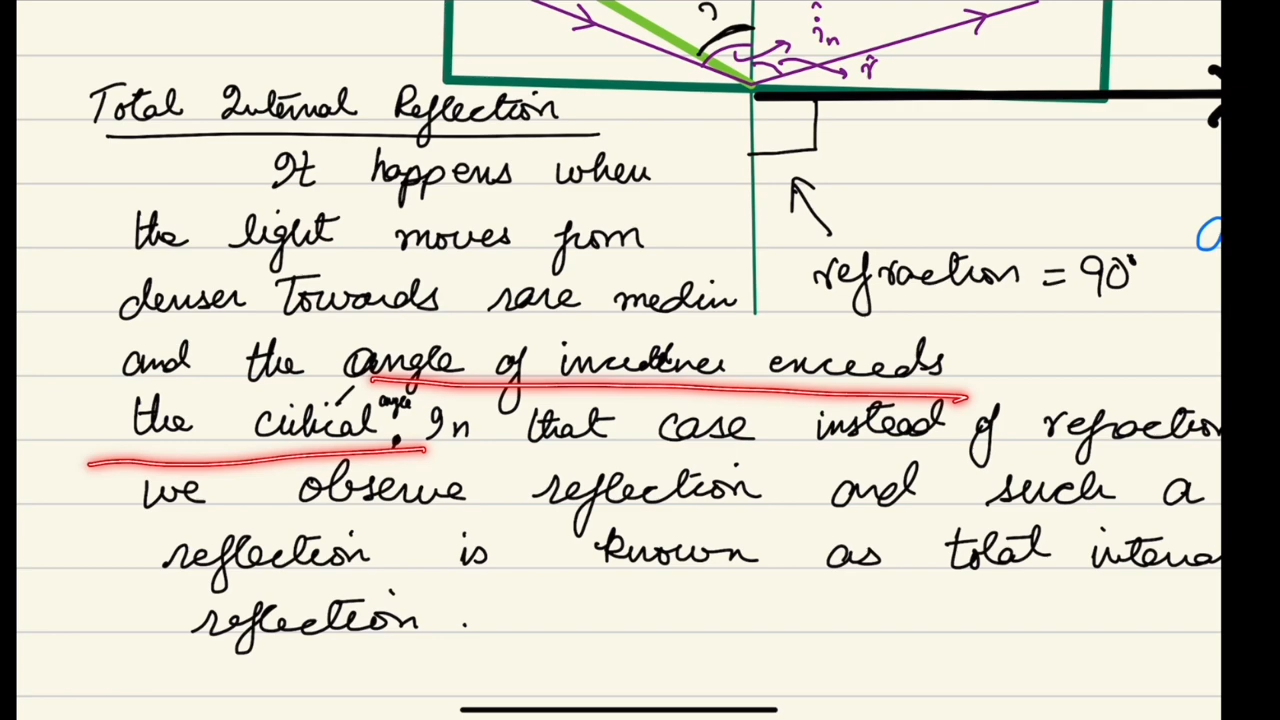 Total Internal Reflection
It happens when
the light moves from
denser Towards rare medium
refraction = 90°
and the angle of incidence exceeds
the critical angle. In that case instead of refraction
we observe reflection and such a
reflection is known as total interna
reflection.